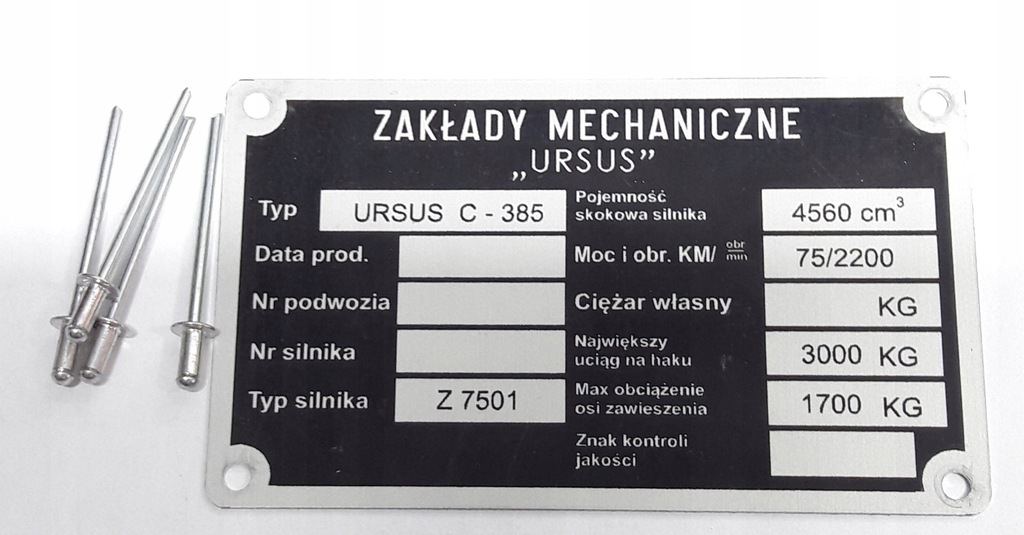 ZAKŁADY MECHANICZNE
„URSUS”
Typ URSUS C - 385
Data prod.
Nr podwozia
Nr silnika
Typ silnika Z 7501
Pojemność
skokowa silnika 4560 cm³
Moc i obr. KM/ obr/min 75/2200
Ciężar własny KG
Największy
uciąg na haku 3000 KG
Max obciążenie
osi zawieszenia 1700 KG
Znak kontroli
jakości